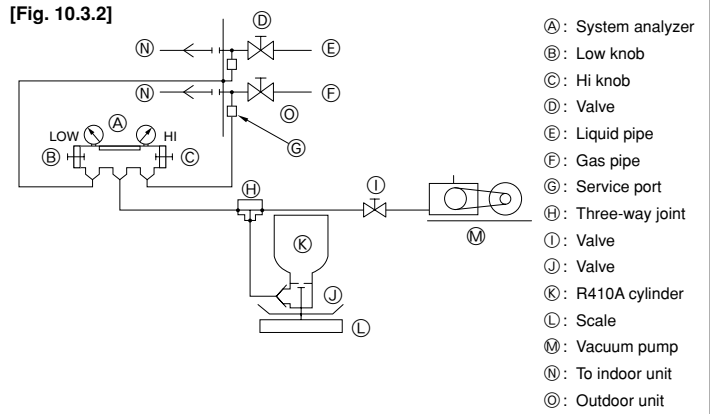 [Fig. 10.3.2]
Ⓝ Ⓓ Ⓔ
Ⓝ Ⓕ
Ⓞ
Ⓐ
LOW HI
Ⓖ
Ⓑ Ⓒ
Ⓗ Ⓘ
Ⓚ Ⓜ
Ⓙ
Ⓛ
Ⓐ: System analyzer
Ⓑ: Low knob
Ⓒ: Hi knob
Ⓓ: Valve
Ⓔ: Liquid pipe
Ⓕ: Gas pipe
Ⓖ: Service port
Ⓗ: Three-way joint
Ⓘ: Valve
Ⓙ: Valve
Ⓚ: R410A cylinder
Ⓛ: Scale
Ⓜ: Vacuum pump
Ⓝ: To indoor unit
Ⓞ: Outdoor unit